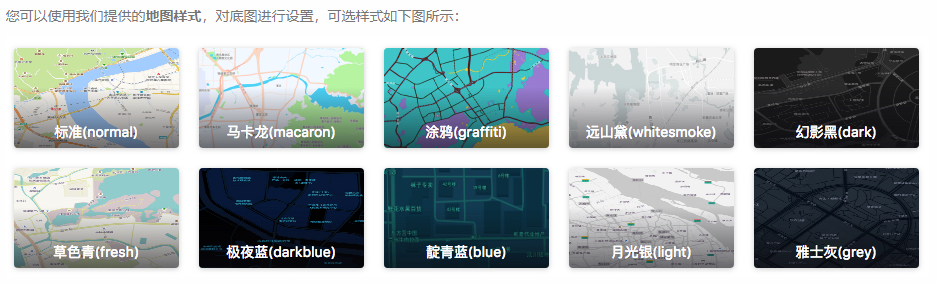 您可以使用我们提供的地图样式，对底图进行设置，可选样式如下图所示：
标准(normal)
马卡龙(macaron)
涂鸦(graffiti)
远山黛(whitesmoke)
幻影黑(dark)
草色青(fresh)
极夜蓝(darkblue)
靛青蓝(blue)
月光银(light)
雅士灰(grey)